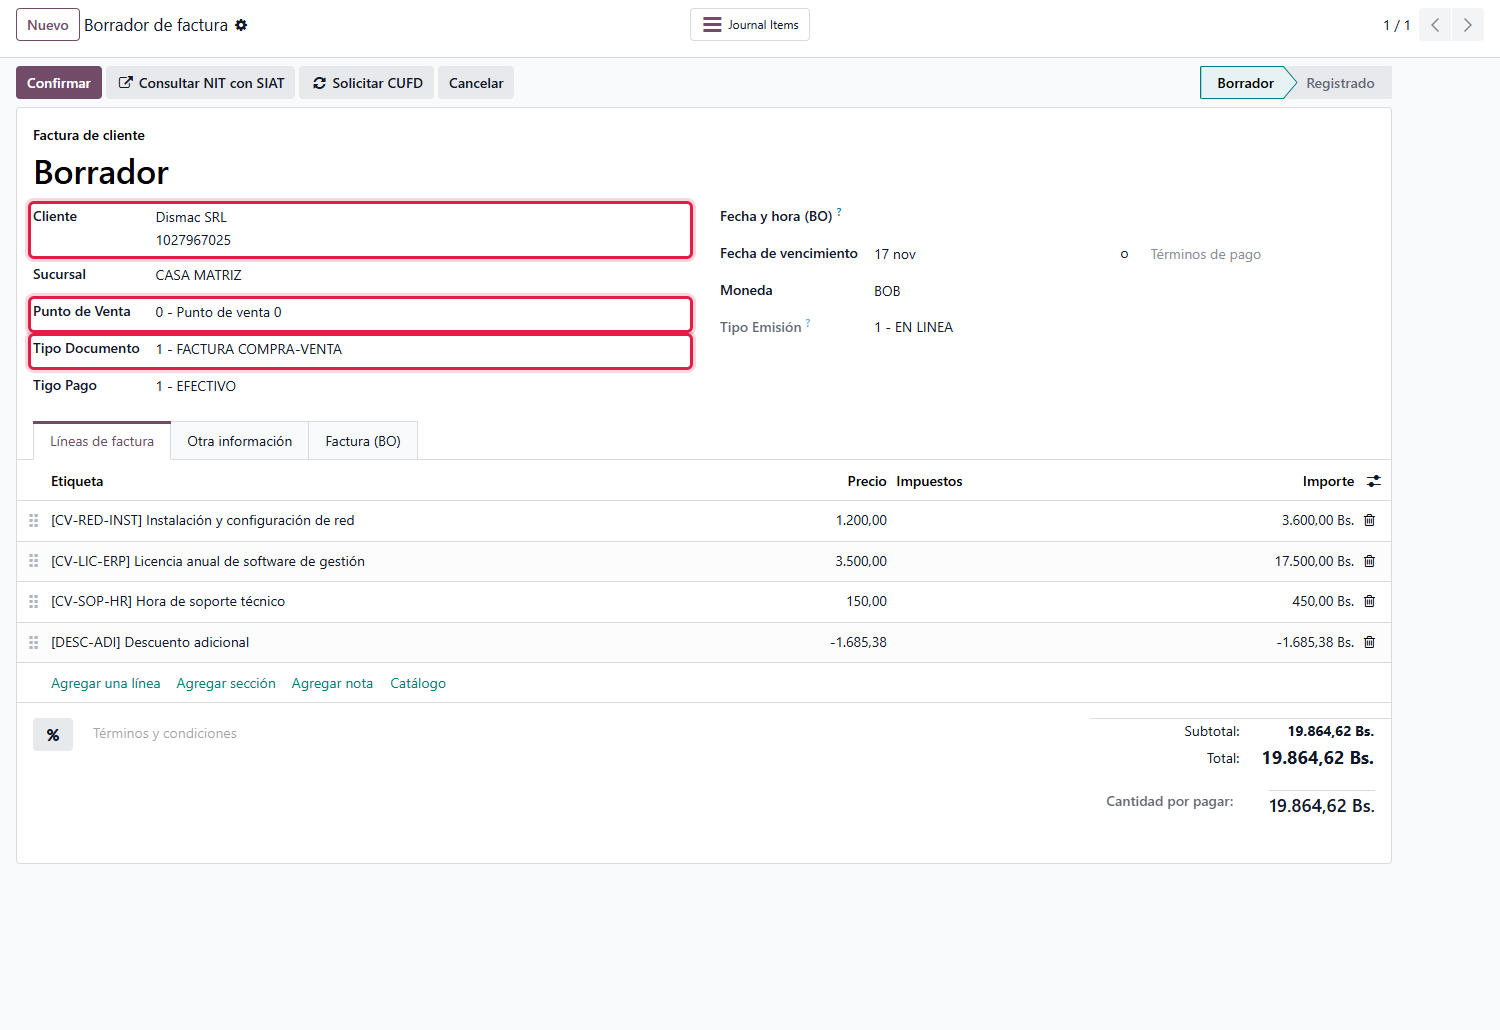 Nuevo Borrador de factura
Journal Items
1 / 1
Confirmar Consultar NIT con SIAT Solicitar CUFD Cancelar
Borrador Registrado
Factura de cliente
Borrador
Cliente Dismac SRL
1027967025
Sucursal CASA MATRIZ
Punto de Venta 0 - Punto de venta 0
Tipo Documento 1 - FACTURA COMPRA-VENTA
Tigo Pago 1 - EFECTIVO
Fecha y hora (BO) ?
Fecha de vencimiento 17 nov o Términos de pago
Moneda BOB
Tipo Emisión ? 1 - EN LINEA
Líneas de factura Otra información Factura (BO)
Etiqueta Precio Impuestos Importe
[CV-RED-INST] Instalación y configuración de red 1.200,00 3.600,00 Bs.
[CV-LIC-ERP] Licencia anual de software de gestión 3.500,00 17.500,00 Bs.
[CV-SOP-HR] Hora de soporte técnico 150,00 450,00 Bs.
[DESC-ADI] Descuento adicional -1.685,38 -1.685,38 Bs.
Agregar una línea Agregar sección Agregar nota Catálogo
% Términos y condiciones
Subtotal: 19.864,62 Bs.
Total: 19.864,62 Bs.
Cantidad por pagar: 19.864,62 Bs.